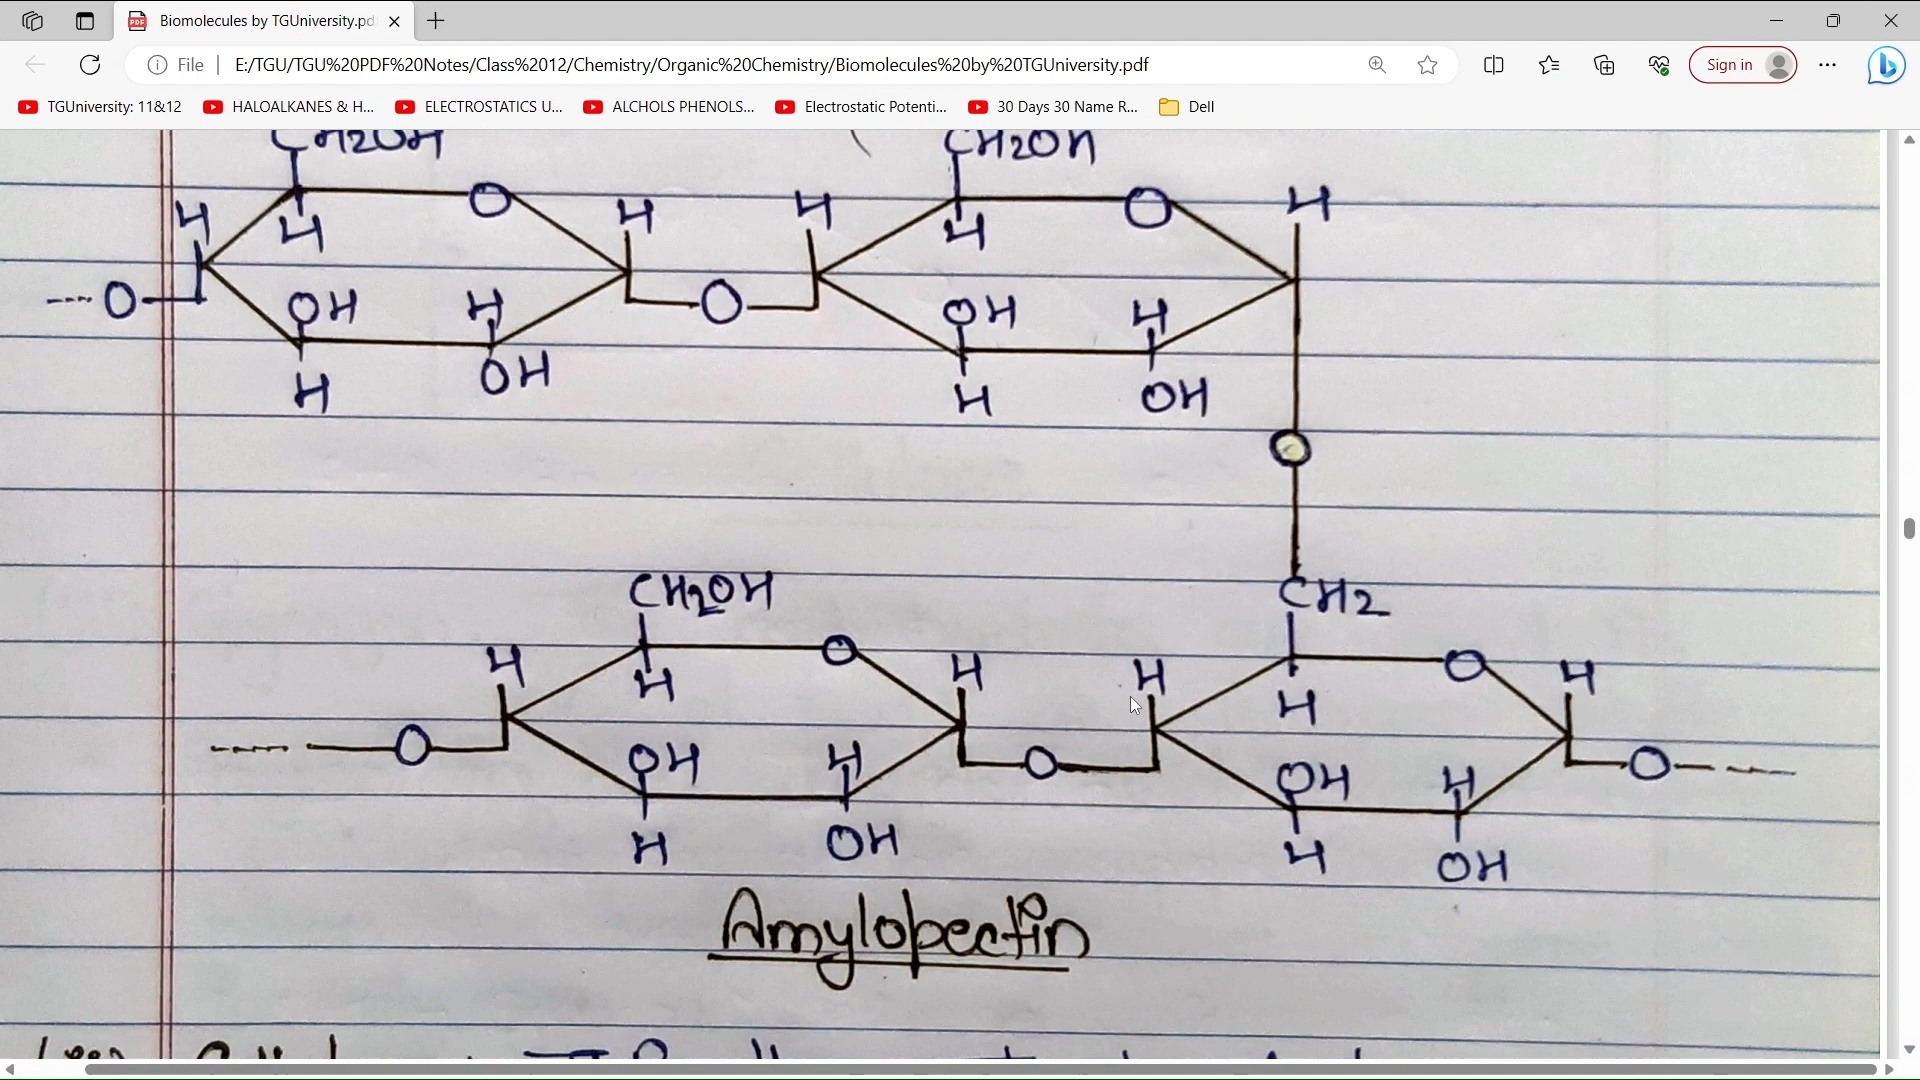 Biomolecules by TGUniversity.pd
File E:/TGU/TGU%20PDF%20Notes/Class%2012/Chemistry/Organic%20Chemistry/Biomolecules%20by%20TGUniversity.pdf Sign in
TGUniversity: 11&12 HALOALKANES & H... ELECTROSTATICS U... ALCHOLS PHENOLS... Electrostatic Potenti... 30 Days 30 Name R... Dell
CH2OH CH2OH
H H O H H H O H
O OH H O OH H
H OH H OH
CH2OH CH2
H H O H H H O H
O OH H O OH H O
H OH H OH
Amylopectin